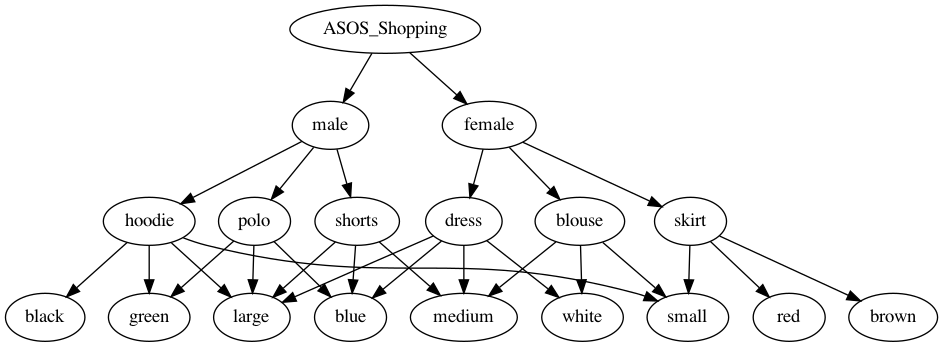 ASOS_Shopping
male female
hoodie polo shorts dress blouse skirt
black green large blue medium white small red brown